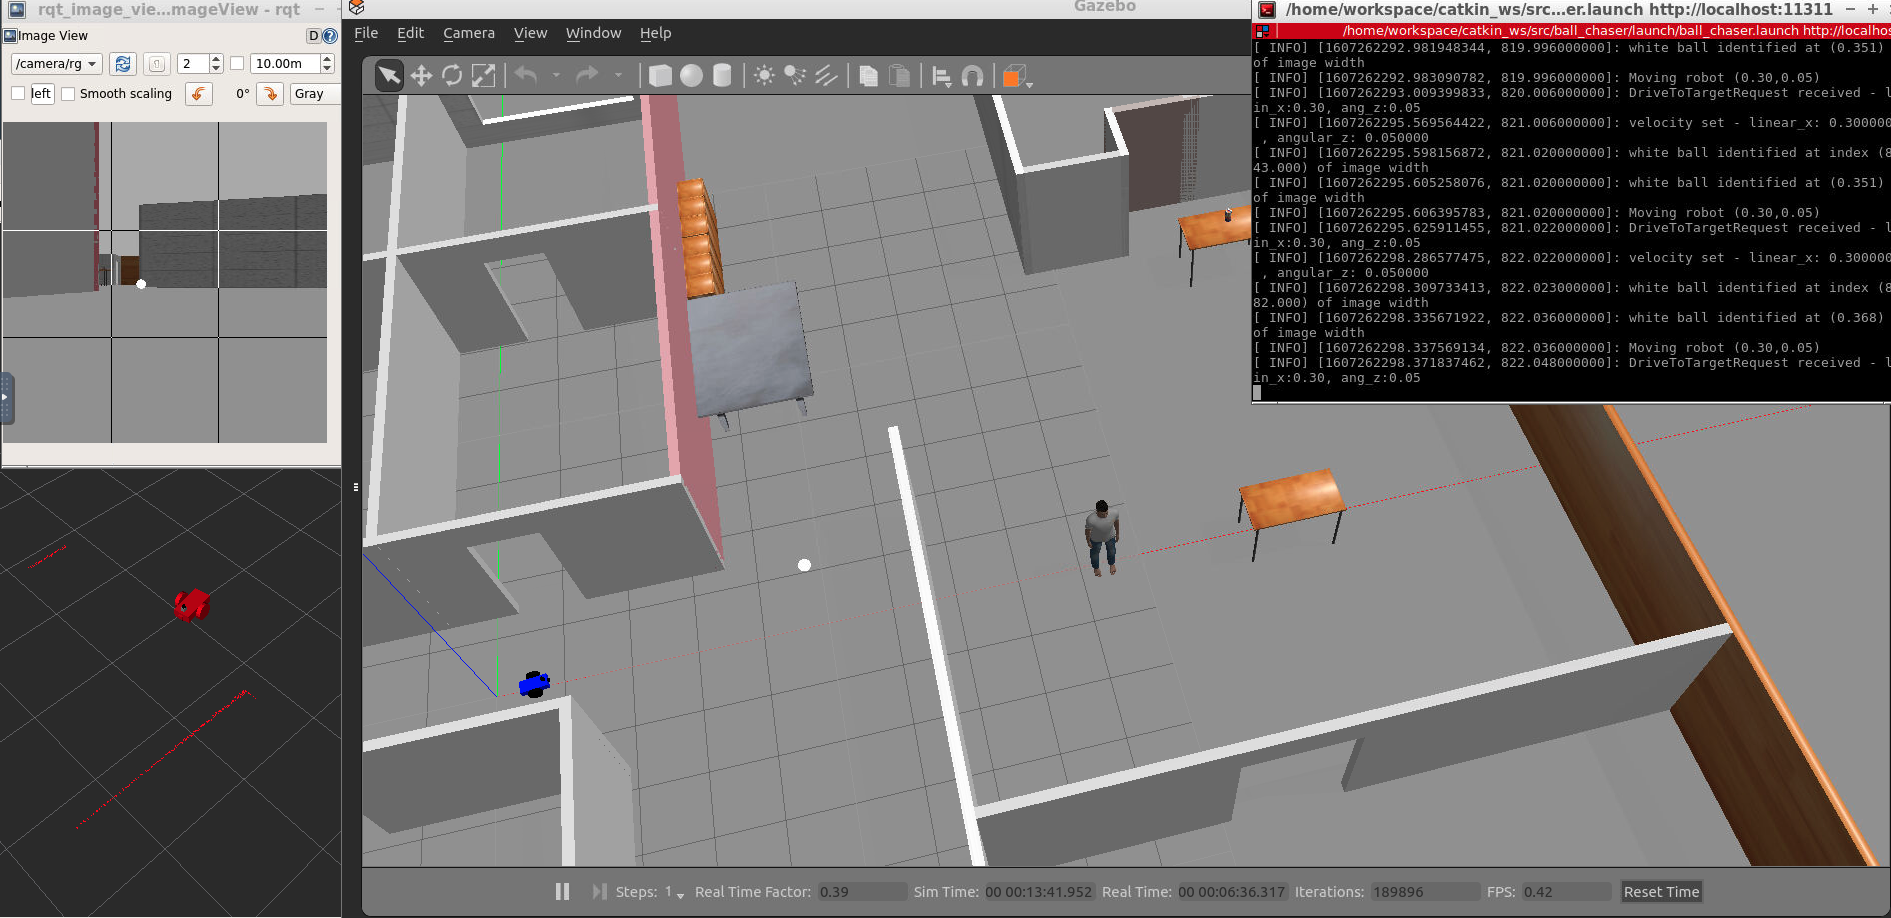 rqt_image_vie...mageView - rqt
Image View
D
/camera/rg
2
10.00m
left
Smooth scaling
0°
Gray
Gazebo
File Edit Camera View Window Help
/home/workspace/catkin_ws/src...er.launch http://localhost:11311
/home/workspace/catkin_ws/src/ball_chaser/launch/ball_chaser.launch http://localhos
[ INFO] [1607262292.981948344, 819.996000000]: white ball identified at (0.351)
of image width
[ INFO] [1607262292.983090782, 819.996000000]: Moving robot (0.30,0.05)
[ INFO] [1607262293.009399833, 820.006000000]: DriveToTargetRequest received - l
in_x:0.30, ang_z:0.05
[ INFO] [1607262295.569564422, 821.006000000]: velocity set - linear_x: 0.300000
, angular_z: 0.050000
[ INFO] [1607262295.598156872, 821.020000000]: white ball identified at index (8
43.000) of image width
[ INFO] [1607262295.605258076, 821.020000000]: white ball identified at (0.351)
of image width
[ INFO] [1607262295.606395783, 821.020000000]: Moving robot (0.30,0.05)
[ INFO] [1607262295.625911455, 821.022000000]: DriveToTargetRequest received - l
in_x:0.30, ang_z:0.05
[ INFO] [1607262298.286577475, 822.022000000]: velocity set - linear_x: 0.300000
, angular_z: 0.050000
[ INFO] [1607262298.309733413, 822.023000000]: white ball identified at index (8
82.000) of image width
[ INFO] [1607262298.335671922, 822.036000000]: white ball identified at (0.368)
of image width
[ INFO] [1607262298.337569134, 822.036000000]: Moving robot (0.30,0.05)
[ INFO] [1607262298.371837462, 822.048000000]: DriveToTargetRequest received - l
in_x:0.30, ang_z:0.05
Steps: 1 Real Time Factor: 0.39 Sim Time: 00 00:13:41.952 Real Time: 00 00:06:36.317 Iterations: 189896 FPS: 0.42 Reset Time